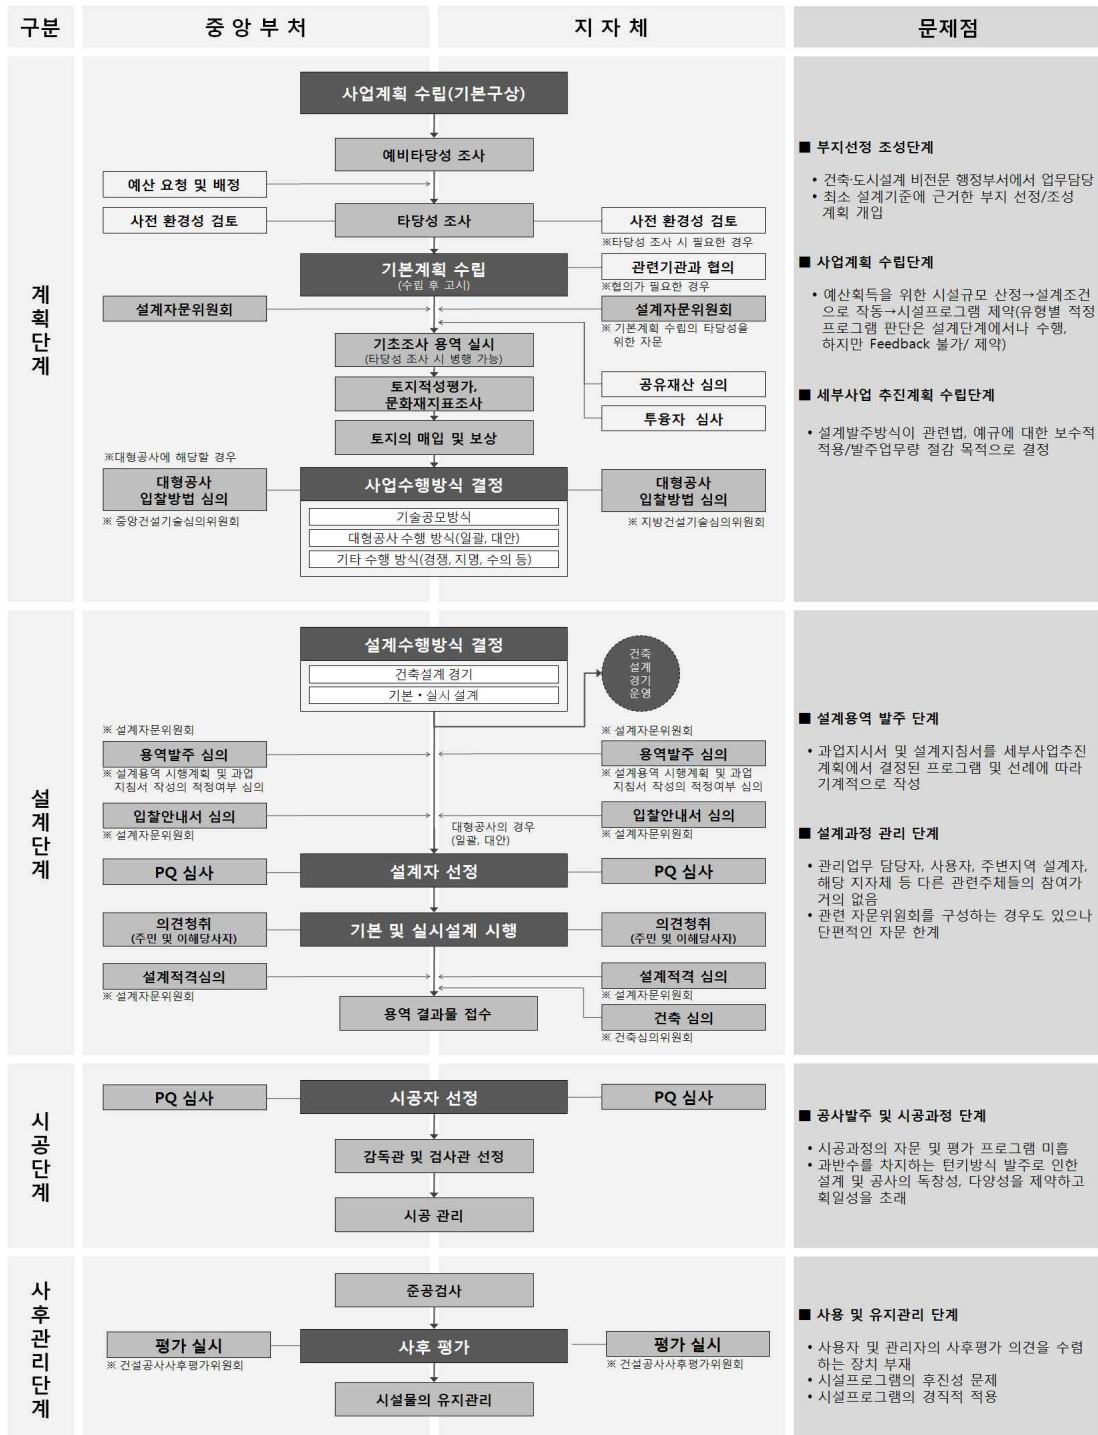 구분
중 앙 부 처
지 자 체
문제점
계획단계
사업계획 수립(기본구상)
예비타당성 조사
예산 요청 및 배정
사전 환경성 검토
타당성 조사
사전 환경성 검토
※타당성 조사 시 필요한 경우
기본계획 수립
(수립 후 고시)
관련기관과 협의
※협의가 필요한 경우
설계자문위원회
설계자문위원회
※ 기본계획 수립의 타당성을
위한 자문
기초조사 용역 실시
(타당성 조사 시 병행 가능)
토지적성평가,
문화재지표조사
공유재산 심의
투융자 심사
토지의 매입 및 보상
※대형공사에 해당할 경우
대형공사
입찰방법 심의
※ 중앙건설기술심의위원회
사업수행방식 결정
기술공모방식
대형공사 수행 방식(일괄, 대안)
기타 수행 방식(경쟁, 지명, 수의 등)
대형공사
입찰방법 심의
※ 지방건설기술심의위원회
■ 부지선정 조성단계
• 건축·도시설계 비전문 행정부서에서 업무담당
• 최소 설계기준에 근거한 부지 선정/조성
계획 개입
■ 사업계획 수립단계
• 예산획득을 위한 시설규모 산정→설계조건
으로 작동→시설프로그램 제약(유형별 적정
프로그램 판단은 설계단계에서나 수행,
하지만 Feedback 불가/ 제약)
■ 세부사업 추진계획 수립단계
• 설계발주방식이 관련법, 예규에 대한 보수적
적용/발주업무량 절감 목적으로 결정
설계단계
설계수행방식 결정
건축설계 경기
기본・실시 설계
건축
설계
경기
운영
※ 설계자문위원회
용역발주 심의
※ 설계용역 시행계획 및 과업
지침서 작성의 적정여부 심의
※ 설계자문위원회
용역발주 심의
※ 설계용역 시행계획 및 과업
지침서 작성의 적정여부 심의
입찰안내서 심의
※ 설계자문위원회
대형공사의 경우
(일괄, 대안)
입찰안내서 심의
※ 설계자문위원회
PQ 심사
설계자 선정
PQ 심사
의견청취
(주민 및 이해당사자)
기본 및 실시설계 시행
의견청취
(주민 및 이해당사자)
설계적격심의
※ 설계자문위원회
설계적격 심의
※ 설계자문위원회
용역 결과물 접수
건축 심의
※ 건축심의위원회
■ 설계용역 발주 단계
• 과업지시서 및 설계지침서를 세부사업추진
계획에서 결정된 프로그램 및 선례에 따라
기계적으로 작성
■ 설계과정 관리 단계
• 관리업무 담당자, 사용자, 주변지역 설계자,
해당 지자체 등 다른 관련주체들의 참여가
거의 없음
• 관련 자문위원회를 구성하는 경우도 있으나
단편적인 자문 한계
시공단계
PQ 심사
시공자 선정
PQ 심사
감독관 및 검사관 선정
시공 관리
■ 공사발주 및 시공과정 단계
• 시공과정의 자문 및 평가 프로그램 미흡
• 과반수를 차지하는 턴키방식 발주로 인한
설계 및 공사의 독창성, 다양성을 제약하고
획일성을 초래
사후관리단계
준공검사
평가 실시
※ 건설공사사후평가위원회
사후 평가
평가 실시
※ 건설공사사후평가위원회
시설물의 유지관리
■ 사용 및 유지관리 단계
• 사용자 및 관리자의 사후평가 의견을 수렴
하는 장치 부재
• 시설프로그램의 후진성 문제
• 시설프로그램의 경직적 적용